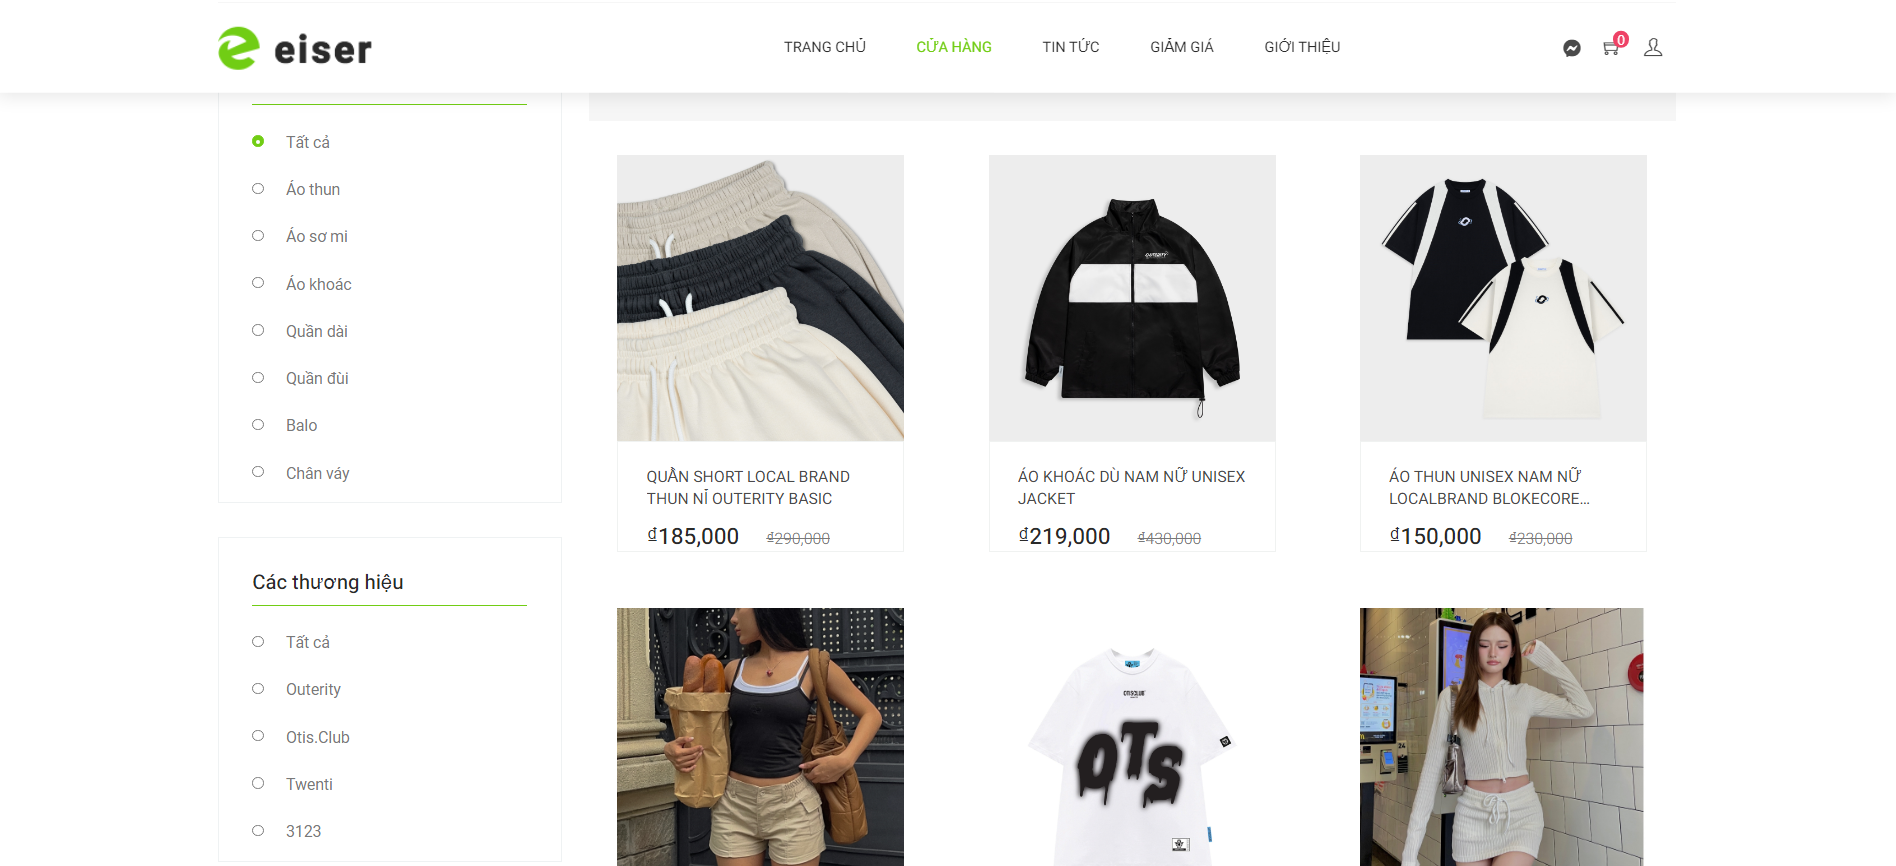 eiser
TRANG CHỦ
CỬA HÀNG
TIN TỨC
GIẢM GIÁ
GIỚI THIỆU
0
Tất cả
Áo thun
Áo sơ mi
Áo khoác
Quần dài
Quần đùi
Balo
Chân váy
Các thương hiệu
Tất cả
Outerity
Otis.Club
Twenti
3123
OUTERITY
QUẦN SHORT LOCAL BRAND
THUN NỈ OUTERITY BASIC
₫185,000 ₫290,000
ÁO KHOÁC DÙ NAM NỮ UNISEX
JACKET
₫219,000 ₫430,000
ÁO THUN UNISEX NAM NỮ
LOCALBRAND BLOKECORE...
₫150,000 ₫230,000
OTISCLUB
OTS
24